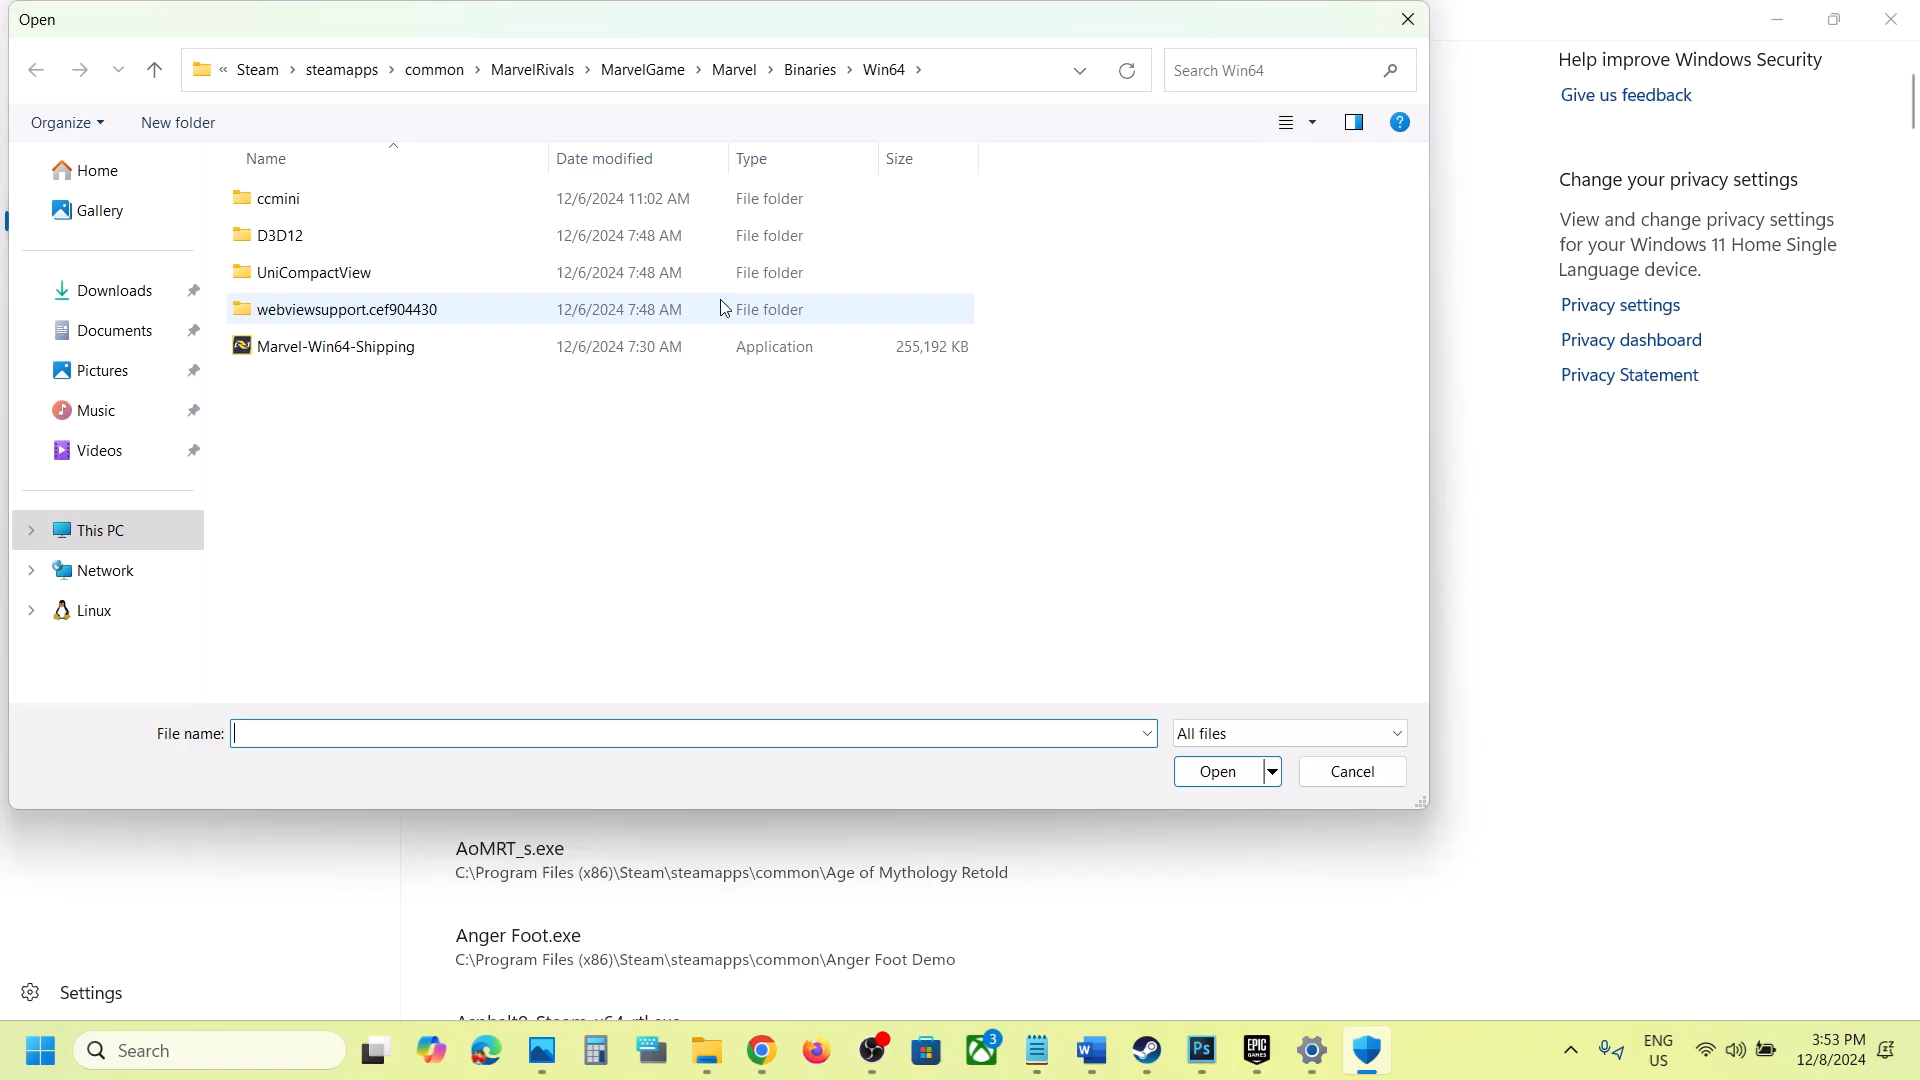 Open
« Steam > steamapps > common > MarvelRivals > MarvelGame > Marvel > Binaries > Win64 >
Search Win64
Organize
New folder
Name
Date modified
Type
Size
Home
Gallery
Downloads
Documents
Pictures
Music
Videos
This PC
Network
Linux
ccmini 12/6/2024 11:02 AM File folder
D3D12 12/6/2024 7:48 AM File folder
UniCompactView 12/6/2024 7:48 AM File folder
webviewsupport.cef904430 12/6/2024 7:48 AM File folder
Marvel-Win64-Shipping 12/6/2024 7:30 AM Application 255,192 KB
File name:
All files
Open
Cancel
Help improve Windows Security
Give us feedback
Change your privacy settings
View and change privacy settings
for your Windows 11 Home Single
Language device.
Privacy settings
Privacy dashboard
Privacy Statement
AoMRT_s.exe
C:\Program Files (x86)\Steam\steamapps\common\Age of Mythology Retold
Anger Foot.exe
C:\Program Files (x86)\Steam\steamapps\common\Anger Foot Demo
Settings
Search
3
W
Ps
EPIC
GAMES
ENG
US
3:53 PM
12/8/2024